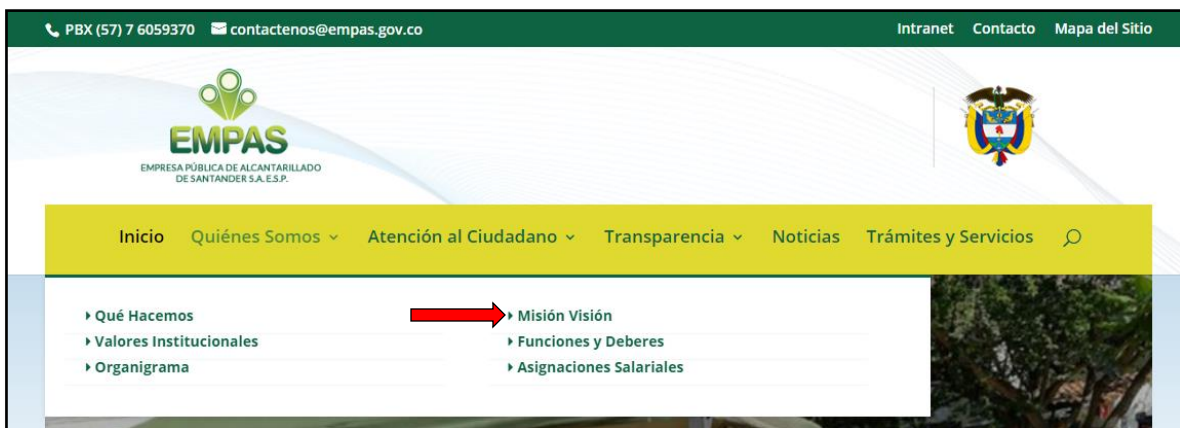 PBX (57) 7 6059370 contactenos@empas.gov.co Intranet Contacto Mapa del Sitio
EMPAS
EMPRESA PÚBLICA DE ALCANTARILLADO
DE SANTANDER S.A. E.S.P.
Inicio Quiénes Somos Atención al Ciudadano Transparencia Noticias Trámites y Servicios
Qué Hacemos Misión Visión
Valores Institucionales Funciones y Deberes
Organigrama Asignaciones Salariales